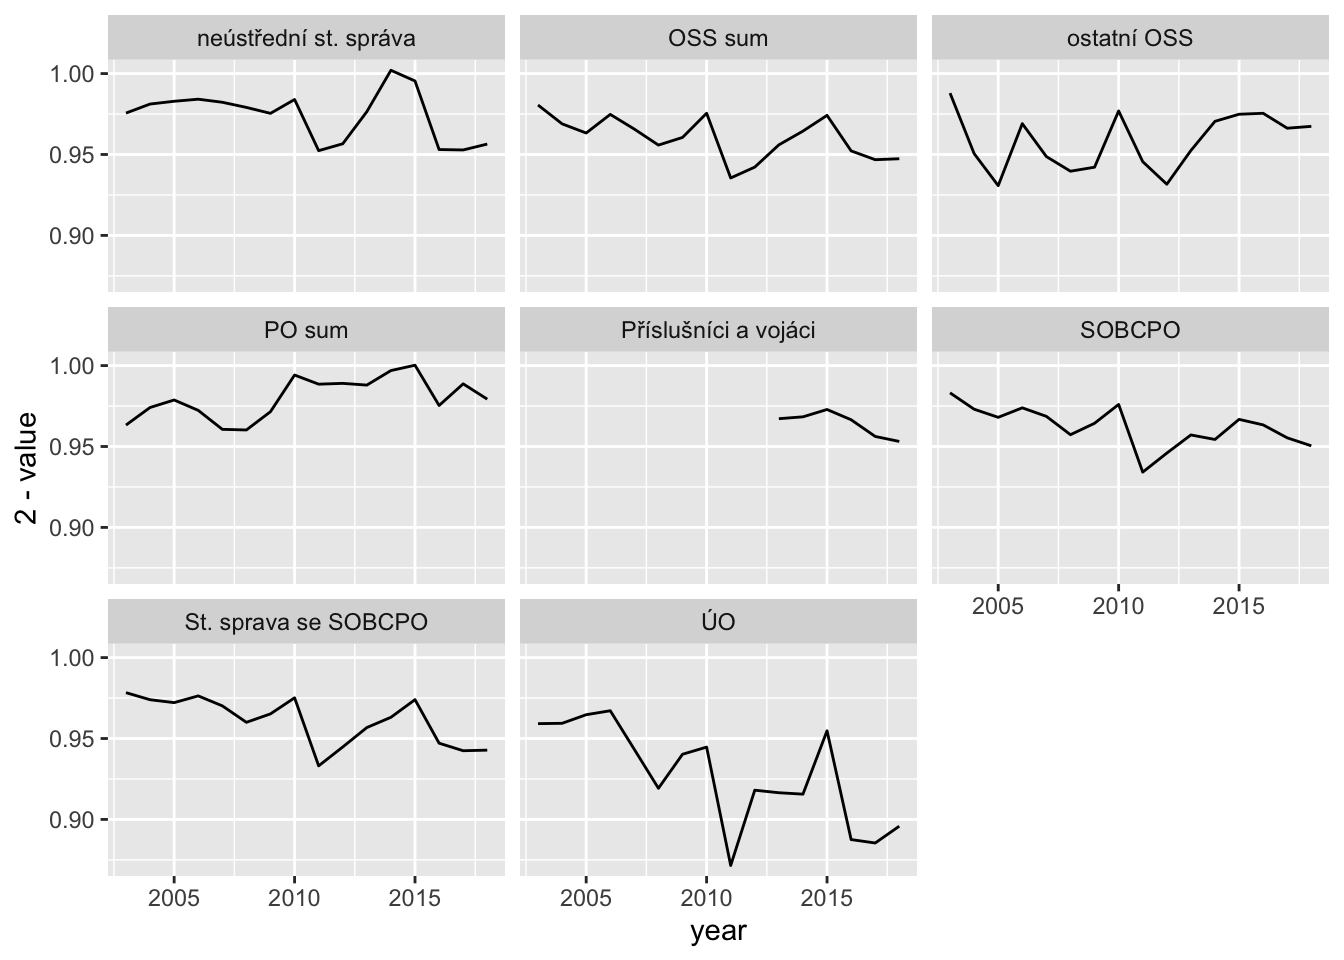 neústřední st. správa
OSS sum
ostatní OSS
1.00
0.95
0.90
PO sum
Příslušníci a vojáci
SOBCPO
1.00
0.95
0.90
2005 2010 2015
St. sprava se SOBCPO
ÚO
1.00
0.95
0.90
2005 2010 2015
2005 2010 2015
year
2 - value